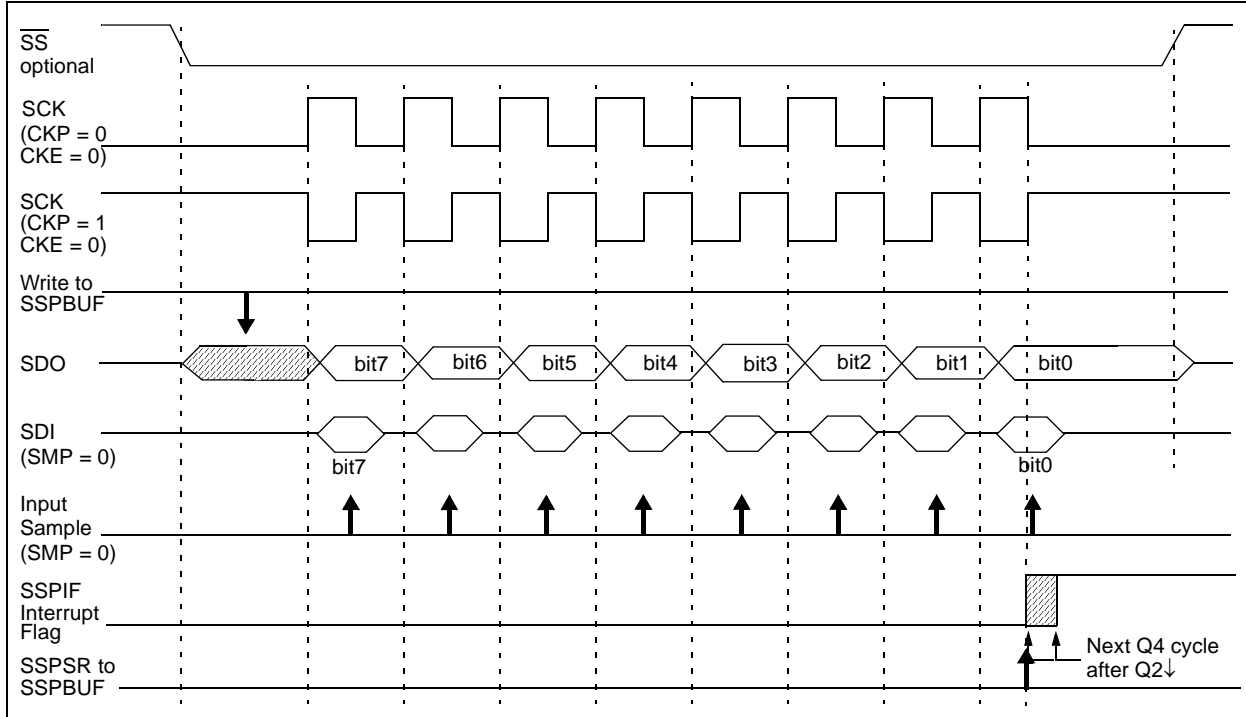 SS
optional
SCK
(CKP = 0
CKE = 0)
SCK
(CKP = 1
CKE = 0)
Write to
SSPBUF
SDO
bit7 bit6 bit5 bit4 bit3 bit2 bit1 bit0
SDI
(SMP = 0)
bit7 bit0
Input
Sample
(SMP = 0)
SSPIF
Interrupt
Flag
SSPSR to
SSPBUF
Next Q4 cycle
after Q2↓